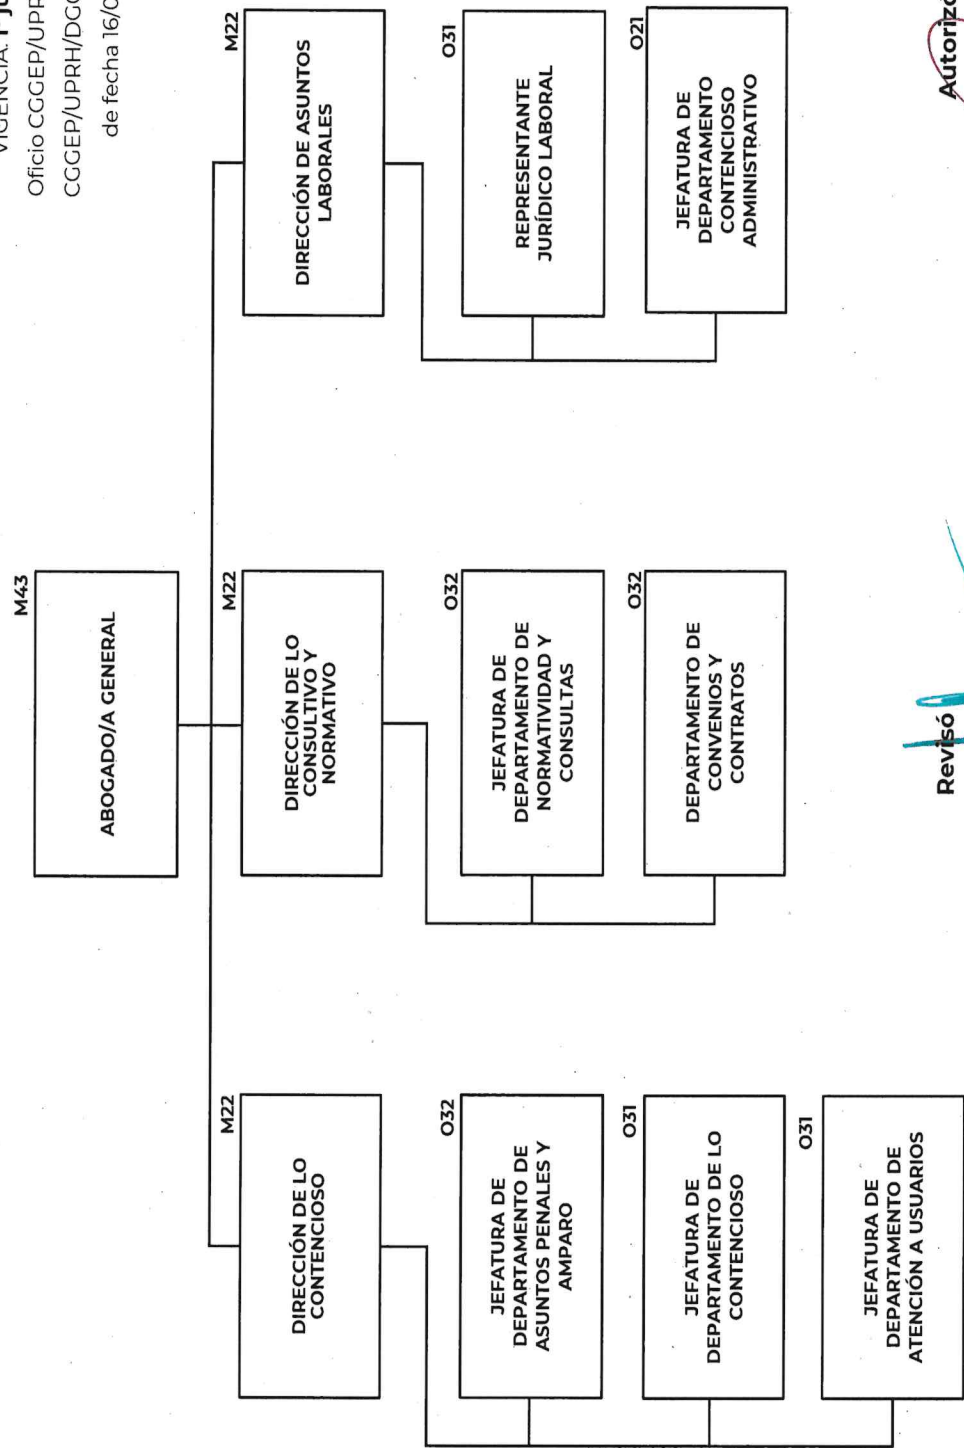 VIGENCIA: 1°
Oficio CGGEP/UPR
CGGEP/UPRH/DGO
de fecha 16/0
M43
ABOGADO/A GENERAL
M22
DIRECCIÓN DE LO
CONTENCIOSO
M22
DIRECCIÓN DE LO
CONSULTIVO Y
NORMATIVO
M22
DIRECCIÓN DE ASUNTOS
LABORALES
O32
JEFATURA DE
DEPARTAMENTO DE
ASUNTOS PENALES Y
AMPARO
O32
JEFATURA DE
DEPARTAMENTO DE
NORMATIVIDAD Y
CONSULTAS
O31
REPRESENTANTE
JURÍDICO LABORAL
O31
JEFATURA DE
DEPARTAMENTO DE LO
CONTENCIOSO
O32
DEPARTAMENTO DE
CONVENIOS Y
CONTRATOS
O21
JEFATURA DE
DEPARTAMENTO
CONTENCIOSO
ADMINISTRATIVO
O31
JEFATURA DE
DEPARTAMENTO DE
ATENCIÓN A USUARIOS
Revisó
Autorizó